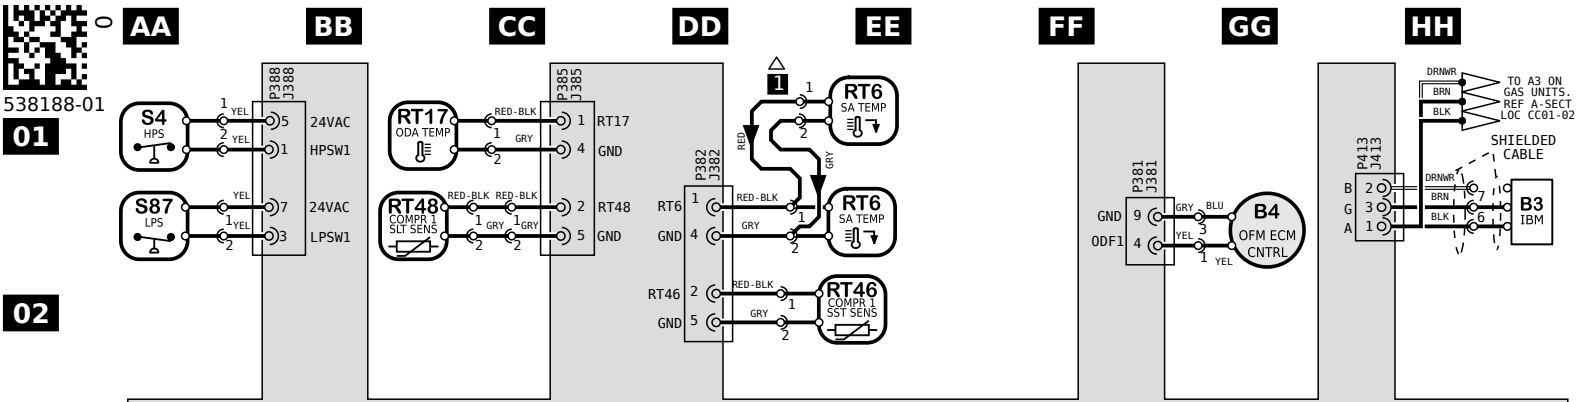 0
AA BB CC DD EE FF GG HH
538188-01
01
S4
HPS
1 YEL
2 YEL
P388
J388
5 24VAC
1 HPSW1
S87
LPS
YEL
1 YEL
2
7 24VAC
3 LPSW1
RT17
ODA TEMP
RED-BLK
1
GRY
2
P385
J385
1 RT17
4 GND
RT48
COMPR 1
SLT SENS
RED-BLK RED-BLK
1 1
GRY GRY
2 2
2 RT48
5 GND
P382
J382
RT6 1 RED-BLK
GND 4 GRY
1
2
1
RED
GRY
1
2
RT6
SA TEMP
RT6
SA TEMP
RT46 2 RED-BLK
1
GND 5 GRY
2
RT46
COMPR 1
SST SENS
P381
J381
GND 9 GRY BLU
3
ODF1 4 YEL
1 YEL
B4
OFM ECM
CNTRL
P413
J413
B 2
G 3
A 1
DRNWR
BRN
BLK
TO A3 ON
GAS UNITS.
REF A-SECT
LOC CC01-02
SHIELDED
CABLE
DRNWR
BRN 7
BLK 6
B3
IBM
02